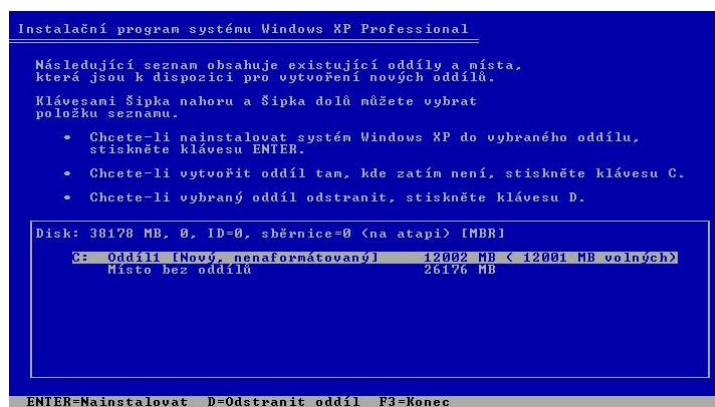 Instalační program systému Windows XP Professional
Následující seznam obsahuje existující oddíly a místa,
která jsou k dispozici pro vytvoření nových oddílů.
Klávesami Šipka nahoru a Šipka dolů můžete vybrat
položku seznamu.
• Chcete-li nainstalovat systém Windows XP do vybraného oddílu,
stiskněte klávesu ENTER.
• Chcete-li vytvořit oddíl tam, kde zatím není, stiskněte klávesu C.
• Chcete-li vybraný oddíl odstranit, stiskněte klávesu D.
Disk: 38178 MB, 0, ID=0, sběrnice=0 (na atapi) [MBR]
C: Oddíl1 [Nový, nenaformátovaný] 12002 MB ( 12001 MB volných)
Místo bez oddílů 26176 MB
ENTER=Nainstalovat D=Odstranit oddíl F3=Konec